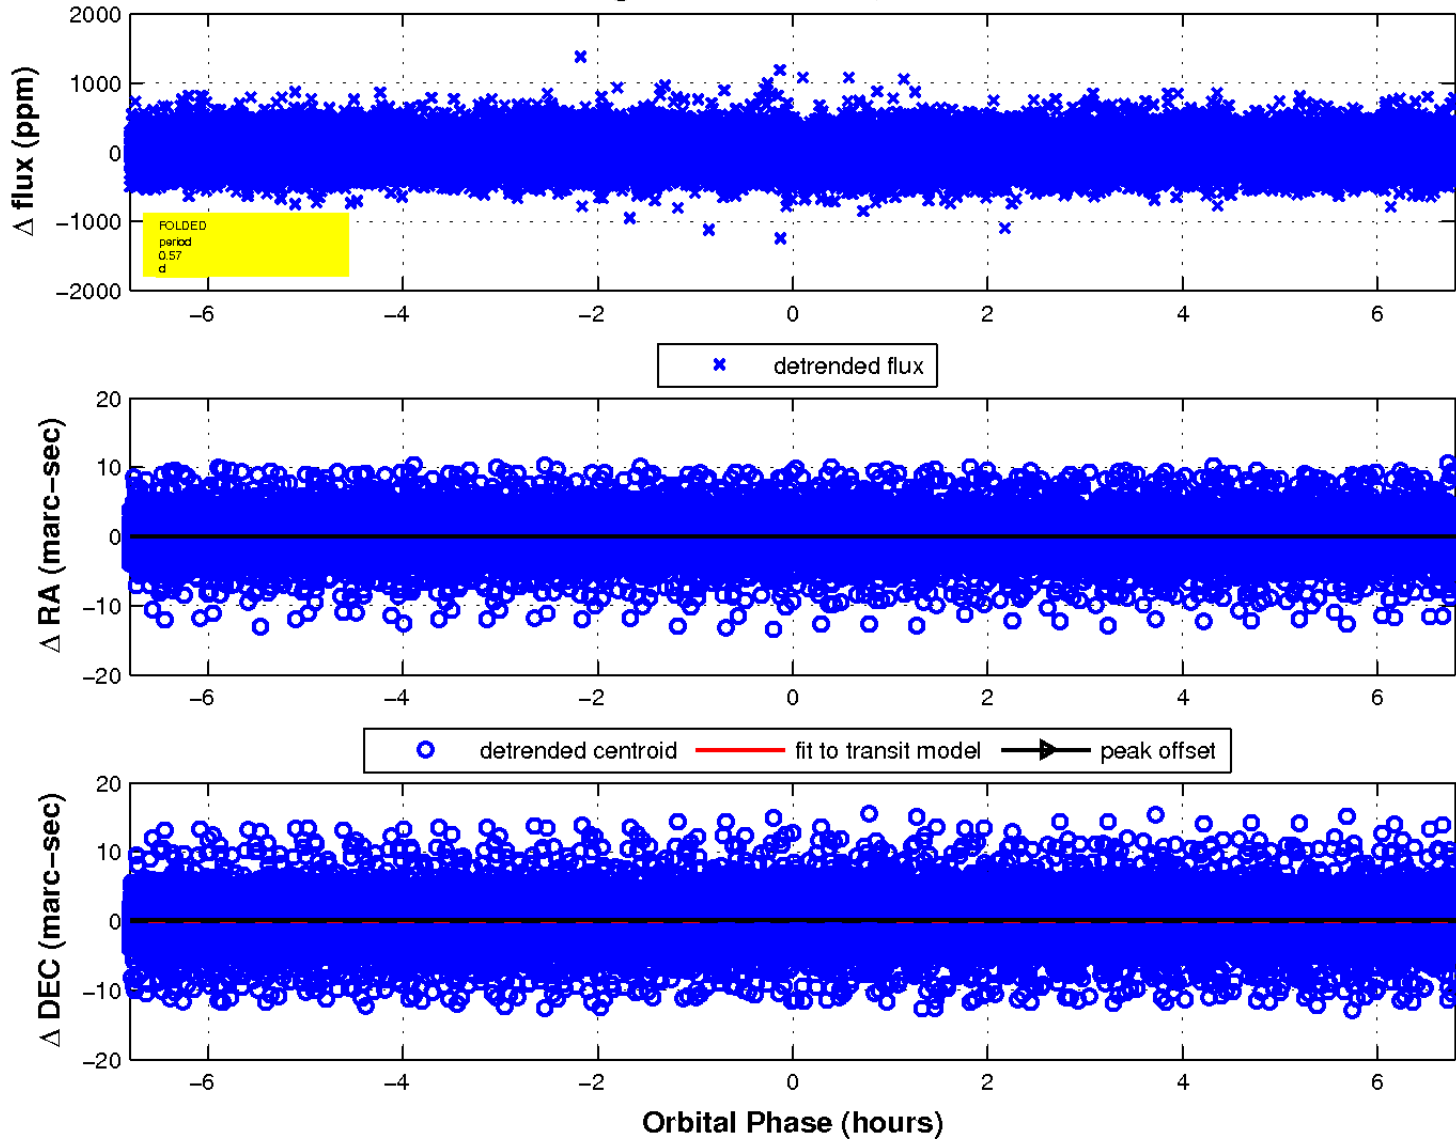 2000
1000
0
−1000
−2000
Δ flux (ppm)
FOLDED
period
0.57
d
−6 −4 −2 0 2 4 6
detrended flux
20
10
0
−10
−20
Δ RA (marc−sec)
−6 −4 −2 0 2 4 6
detrended centroid fit to transit model peak offset
20
10
0
−10
−20
Δ DEC (marc−sec)
−6 −4 −2 0 2 4 6
Orbital Phase (hours)